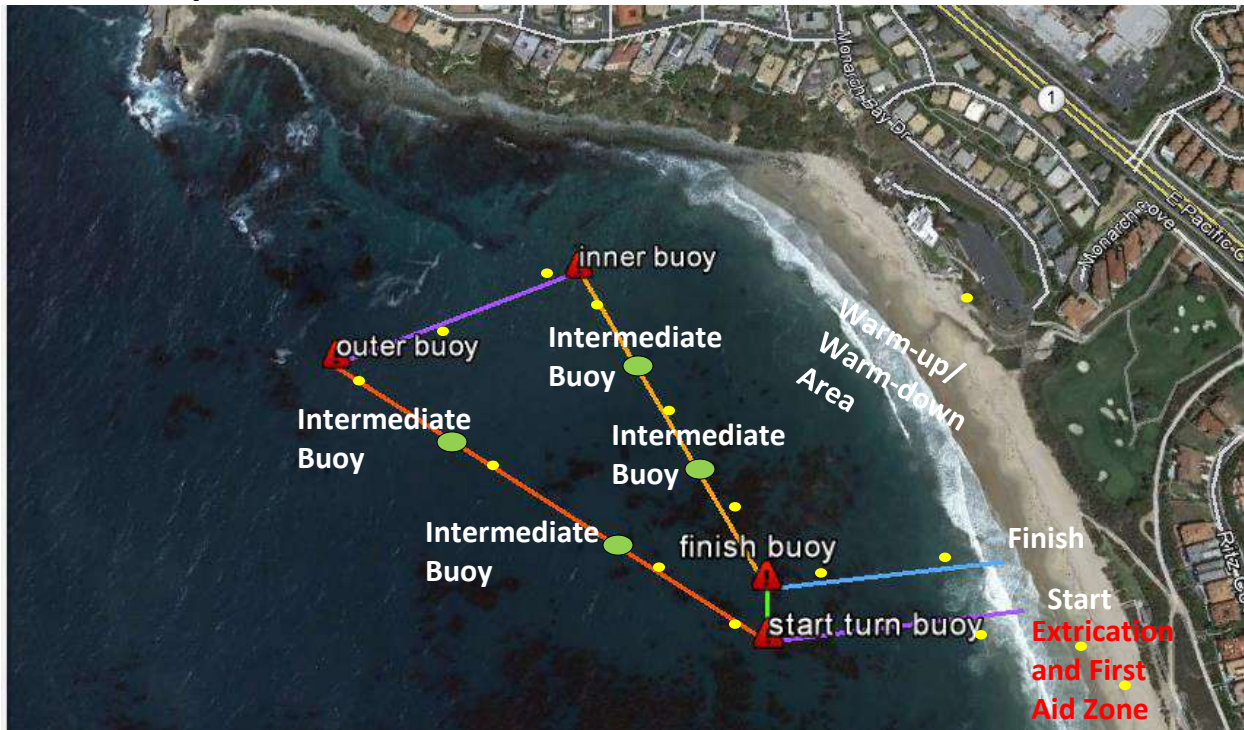 Monarch Bay Dr
1
E Pacific C
Monarch Cove
inner buoy
outer buoy
Intermediate
Buoy
Warm-up/
Warm-down
Area
Intermediate
Buoy
Intermediate
Buoy
Intermediate
Buoy
finish buoy
Finish
Start
start turn buoy
Extrication
and First
Aid Zone
Ritz Co